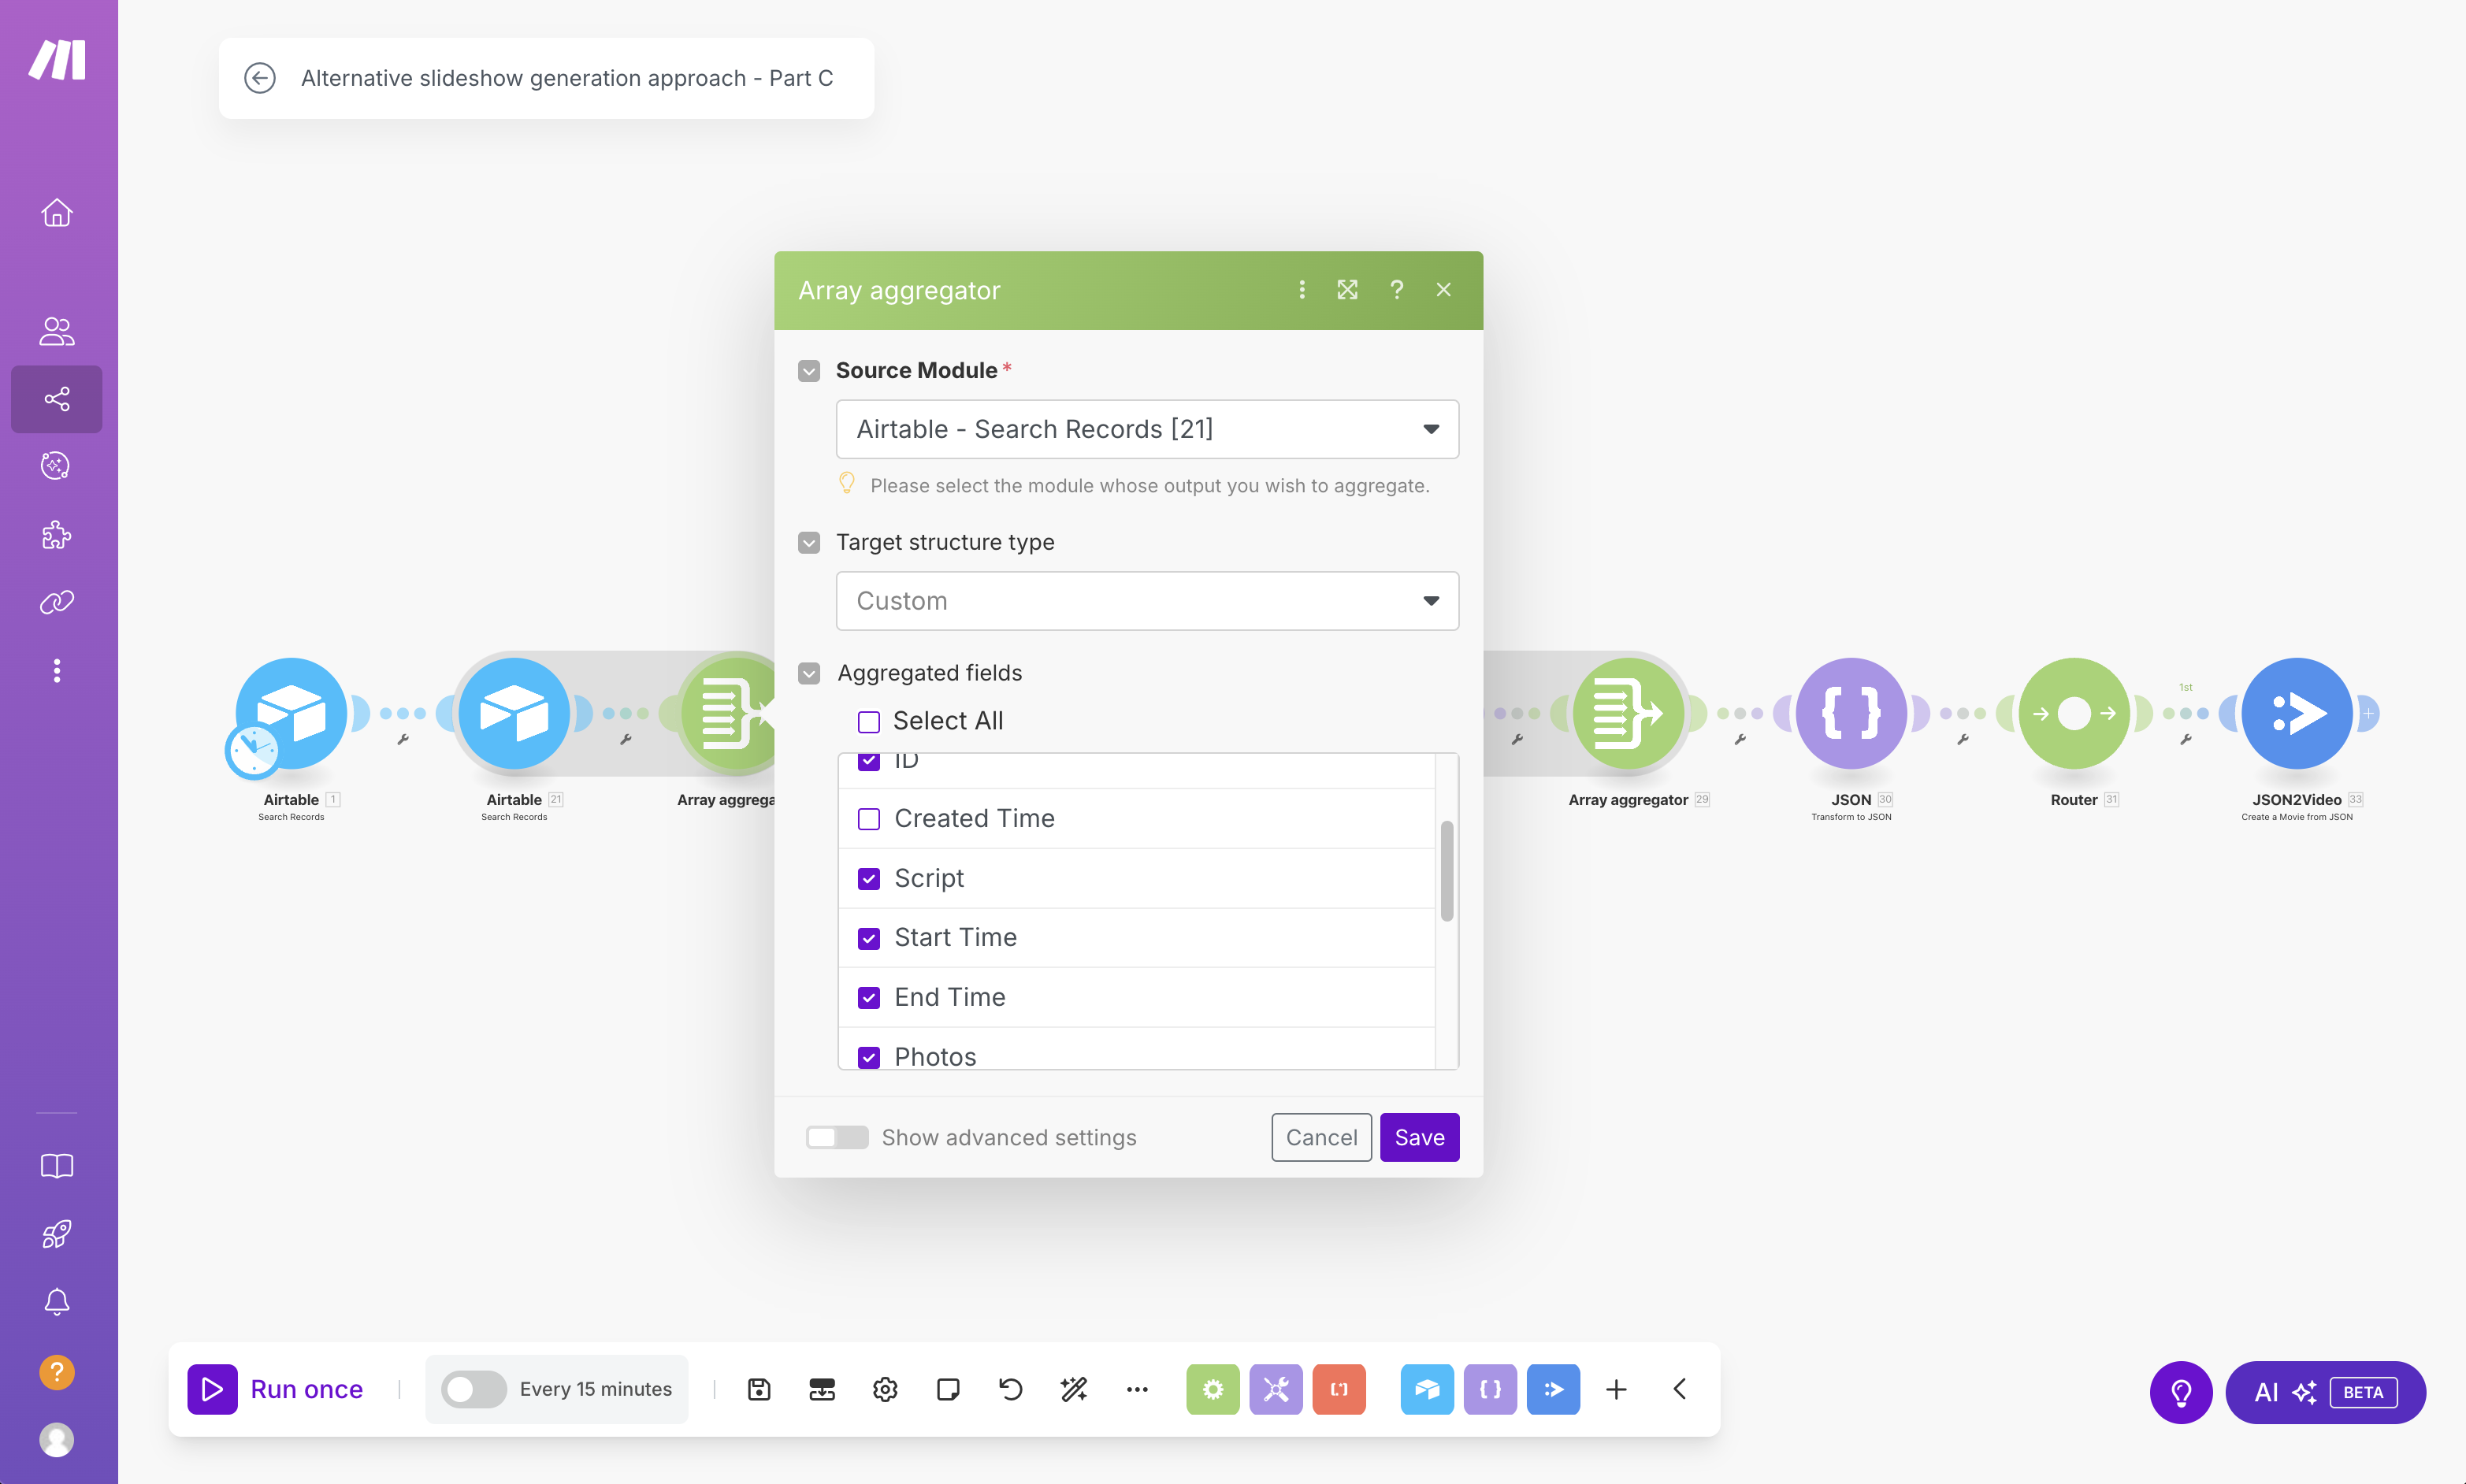 Alternative slideshow generation approach - Part C
Array aggregator
?
Source Module *
Airtable - Search Records [21]
Please select the module whose output you wish to aggregate.
Target structure type
Custom
Aggregated fields
Select All
ID
Created Time
Script
Start Time
End Time
Photos
Show advanced settings
Cancel
Save
Airtable 1
Search Records
Airtable 21
Search Records
Array aggrega
Array aggregator 29
JSON 30
Transform to JSON
Router 31
1st
JSON2Video 33
Create a Movie from JSON
?
Run once
Every 15 minutes
AI BETA